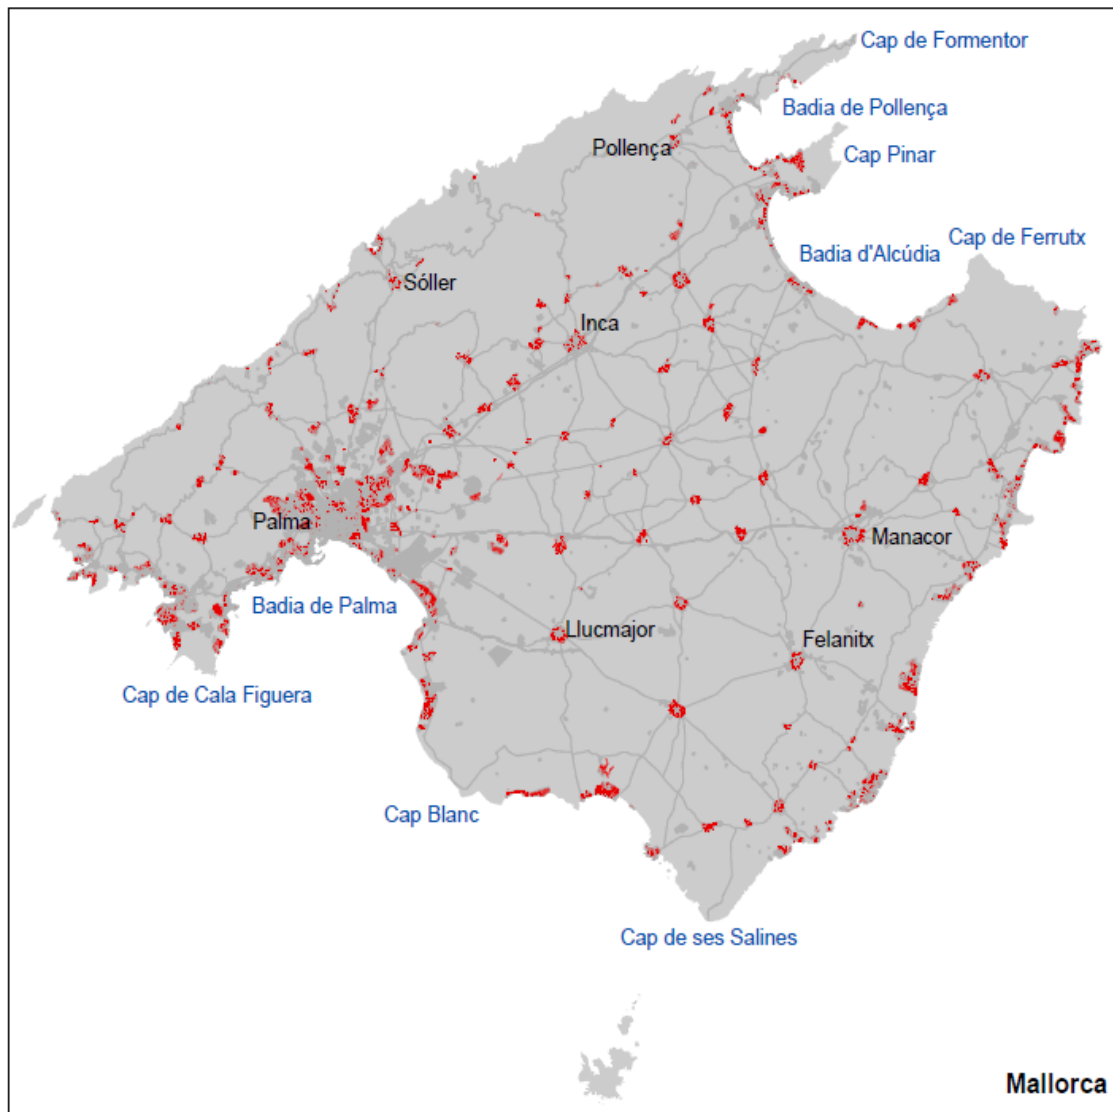 Cap de Formentor
Badia de Pollença
Pollença
Cap Pinar
Cap de Ferrutx
Badia d'Alcúdia
Sóller
Inca
Palma
Manacor
Badia de Palma
Llucmajor
Felanitx
Cap de Cala Figuera
Cap Blanc
Cap de ses Salines
Mallorca